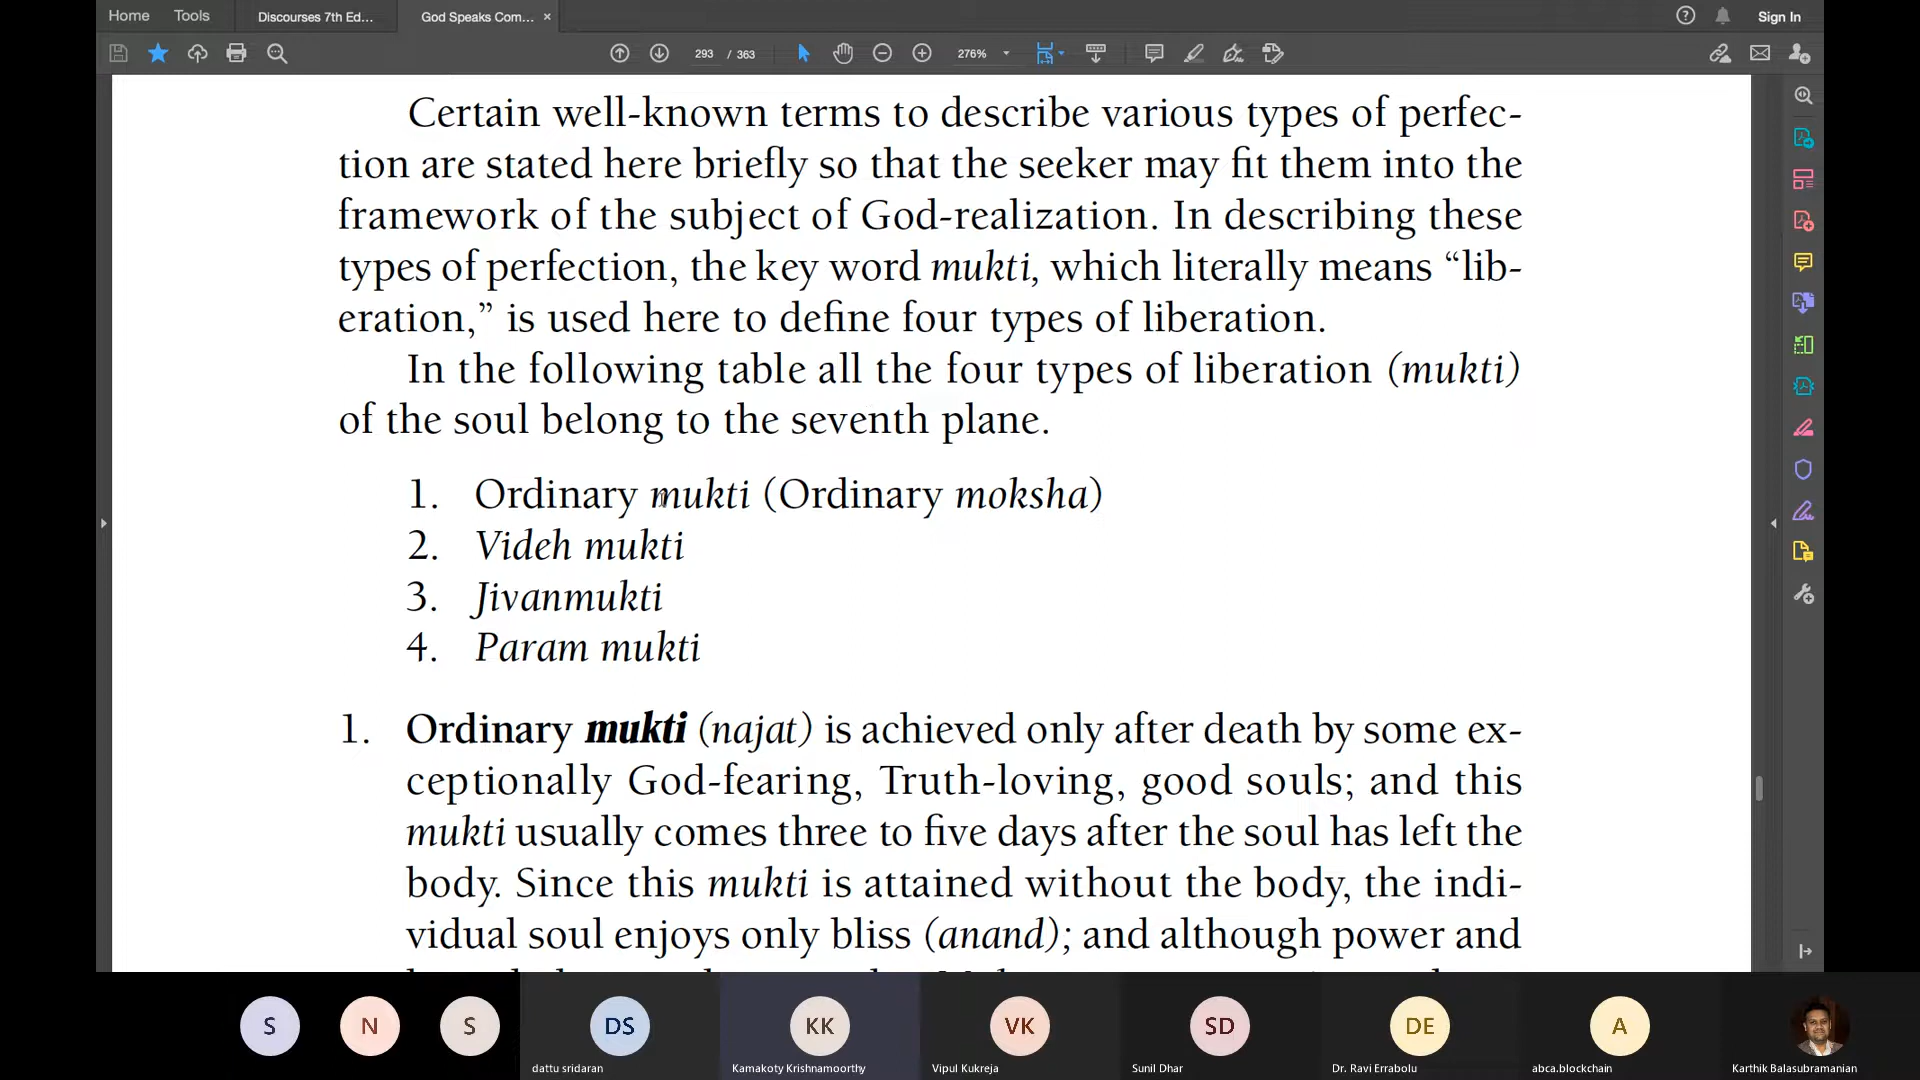 Home Tools Discourses 7th Ed... God Speaks Com... × Sign In
293 / 363 276%
Certain well-known terms to describe various types of perfec-
tion are stated here briefly so that the seeker may fit them into the
framework of the subject of God-realization. In describing these
types of perfection, the key word mukti, which literally means “lib-
eration,” is used here to define four types of liberation.
In the following table all the four types of liberation (mukti)
of the soul belong to the seventh plane.
1. Ordinary mukti (Ordinary moksha)
2. Videh mukti
3. Jivanmukti
4. Param mukti
1. Ordinary mukti (najat) is achieved only after death by some ex-
ceptionally God-fearing, Truth-loving, good souls; and this
mukti usually comes three to five days after the soul has left the
body. Since this mukti is attained without the body, the indi-
vidual soul enjoys only bliss (anand); and although power and
S N S DS KK VK SD DE A
dattu sridaran Kamakoty Krishnamoorthy Vipul Kukreja Sunil Dhar Dr. Ravi Errabolu abca.blockchain Karthik Balasubramanian